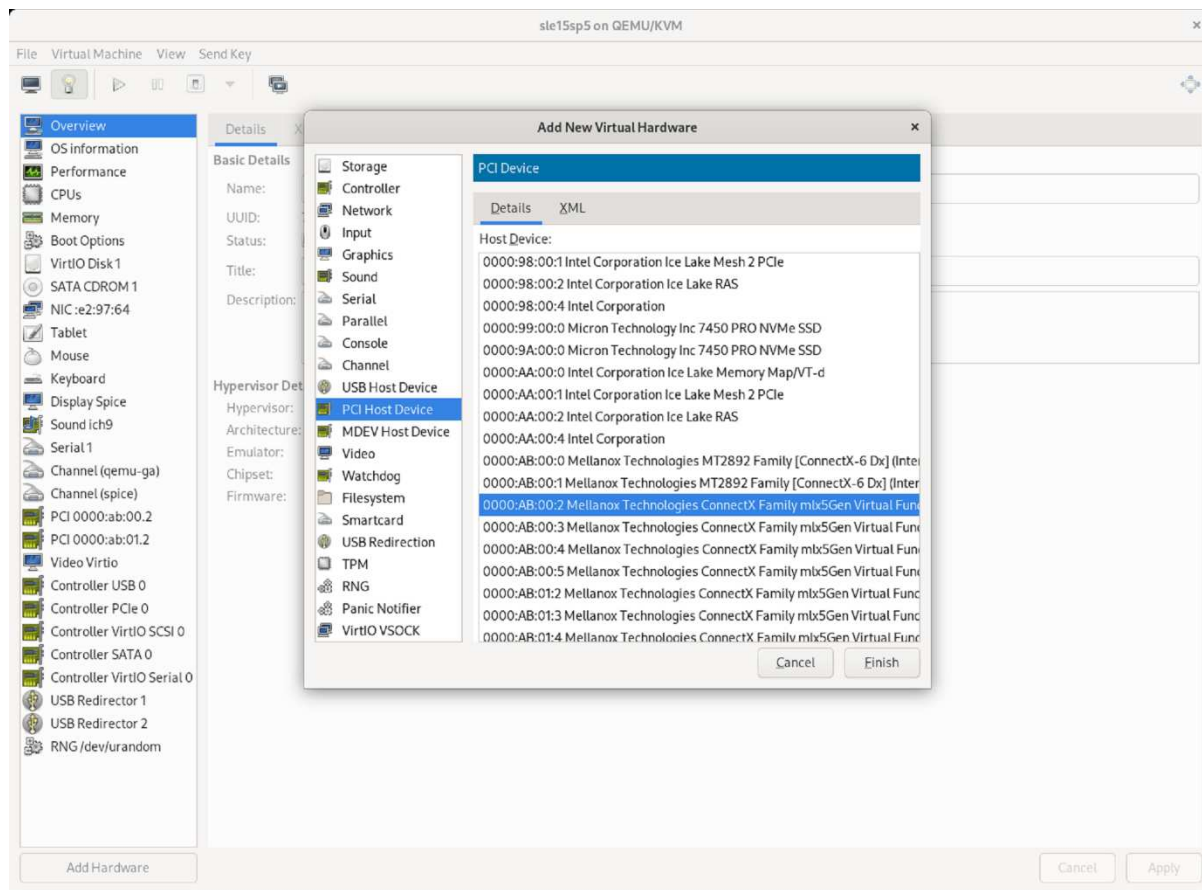 sle15sp5 on QEMU/KVM
File Virtual Machine View Send Key
Overview
OS information
Performance
CPUs
Memory
Boot Options
VirtIO Disk 1
SATA CDROM 1
NIC :e2:97:64
Tablet
Mouse
Keyboard
Display Spice
Sound ich9
Serial 1
Channel (qemu-ga)
Channel (spice)
PCI 0000:ab:00.2
PCI 0000:ab:01.2
Video Virtio
Controller USB 0
Controller PCIe 0
Controller VirtIO SCSI 0
Controller SATA 0
Controller VirtIO Serial 0
USB Redirector 1
USB Redirector 2
RNG /dev/urandom
Add Hardware
Details X
Basic Details
Name:
UUID:
Status:
Title:
Description:
Hypervisor Det
Hypervisor:
Architecture:
Emulator:
Chipset:
Firmware:
Add New Virtual Hardware
Storage
Controller
Network
Input
Graphics
Sound
Serial
Parallel
Console
Channel
USB Host Device
PCI Host Device
MDEV Host Device
Video
Watchdog
Filesystem
Smartcard
USB Redirection
TPM
RNG
Panic Notifier
VirtIO VSOCK
PCI Device
Details XML
Host Device:
0000:98:00:1 Intel Corporation Ice Lake Mesh 2 PCIe
0000:98:00:2 Intel Corporation Ice Lake RAS
0000:98:00:4 Intel Corporation
0000:99:00:0 Micron Technology Inc 7450 PRO NVMe SSD
0000:9A:00:0 Micron Technology Inc 7450 PRO NVMe SSD
0000:AA:00:0 Intel Corporation Ice Lake Memory Map/VT-d
0000:AA:00:1 Intel Corporation Ice Lake Mesh 2 PCIe
0000:AA:00:2 Intel Corporation Ice Lake RAS
0000:AA:00:4 Intel Corporation
0000:AB:00:0 Mellanox Technologies MT2892 Family [ConnectX-6 Dx] (Inter
0000:AB:00:1 Mellanox Technologies MT2892 Family [ConnectX-6 Dx] (Inter
0000:AB:00:2 Mellanox Technologies ConnectX Family mlx5Gen Virtual Func
0000:AB:00:3 Mellanox Technologies ConnectX Family mlx5Gen Virtual Func
0000:AB:00:4 Mellanox Technologies ConnectX Family mlx5Gen Virtual Func
0000:AB:00:5 Mellanox Technologies ConnectX Family mlx5Gen Virtual Func
0000:AB:01:2 Mellanox Technologies ConnectX Family mlx5Gen Virtual Func
0000:AB:01:3 Mellanox Technologies ConnectX Family mlx5Gen Virtual Func
0000:AB:01:4 Mellanox Technologies ConnectX Family mlx5Gen Virtual Func
Cancel Finish
Cancel Apply